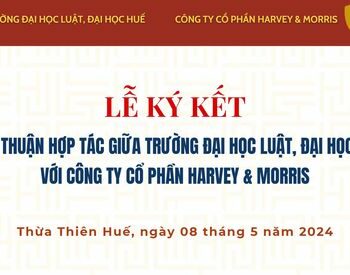 ỜNG ĐẠI HỌC LUẬT, ĐẠI HỌC HUẾ CÔNG TY CỔ PHẦN HARVEY & MORRIS
LỄ KÝ KẾT
THUẬN HỢP TÁC GIỮA TRƯỜNG ĐẠI HỌC LUẬT, ĐẠI HỌC
VỚI CÔNG TY CỔ PHẦN HARVEY & MORRIS
Thừa Thiên Huế, ngày 08 tháng 5 năm 2024